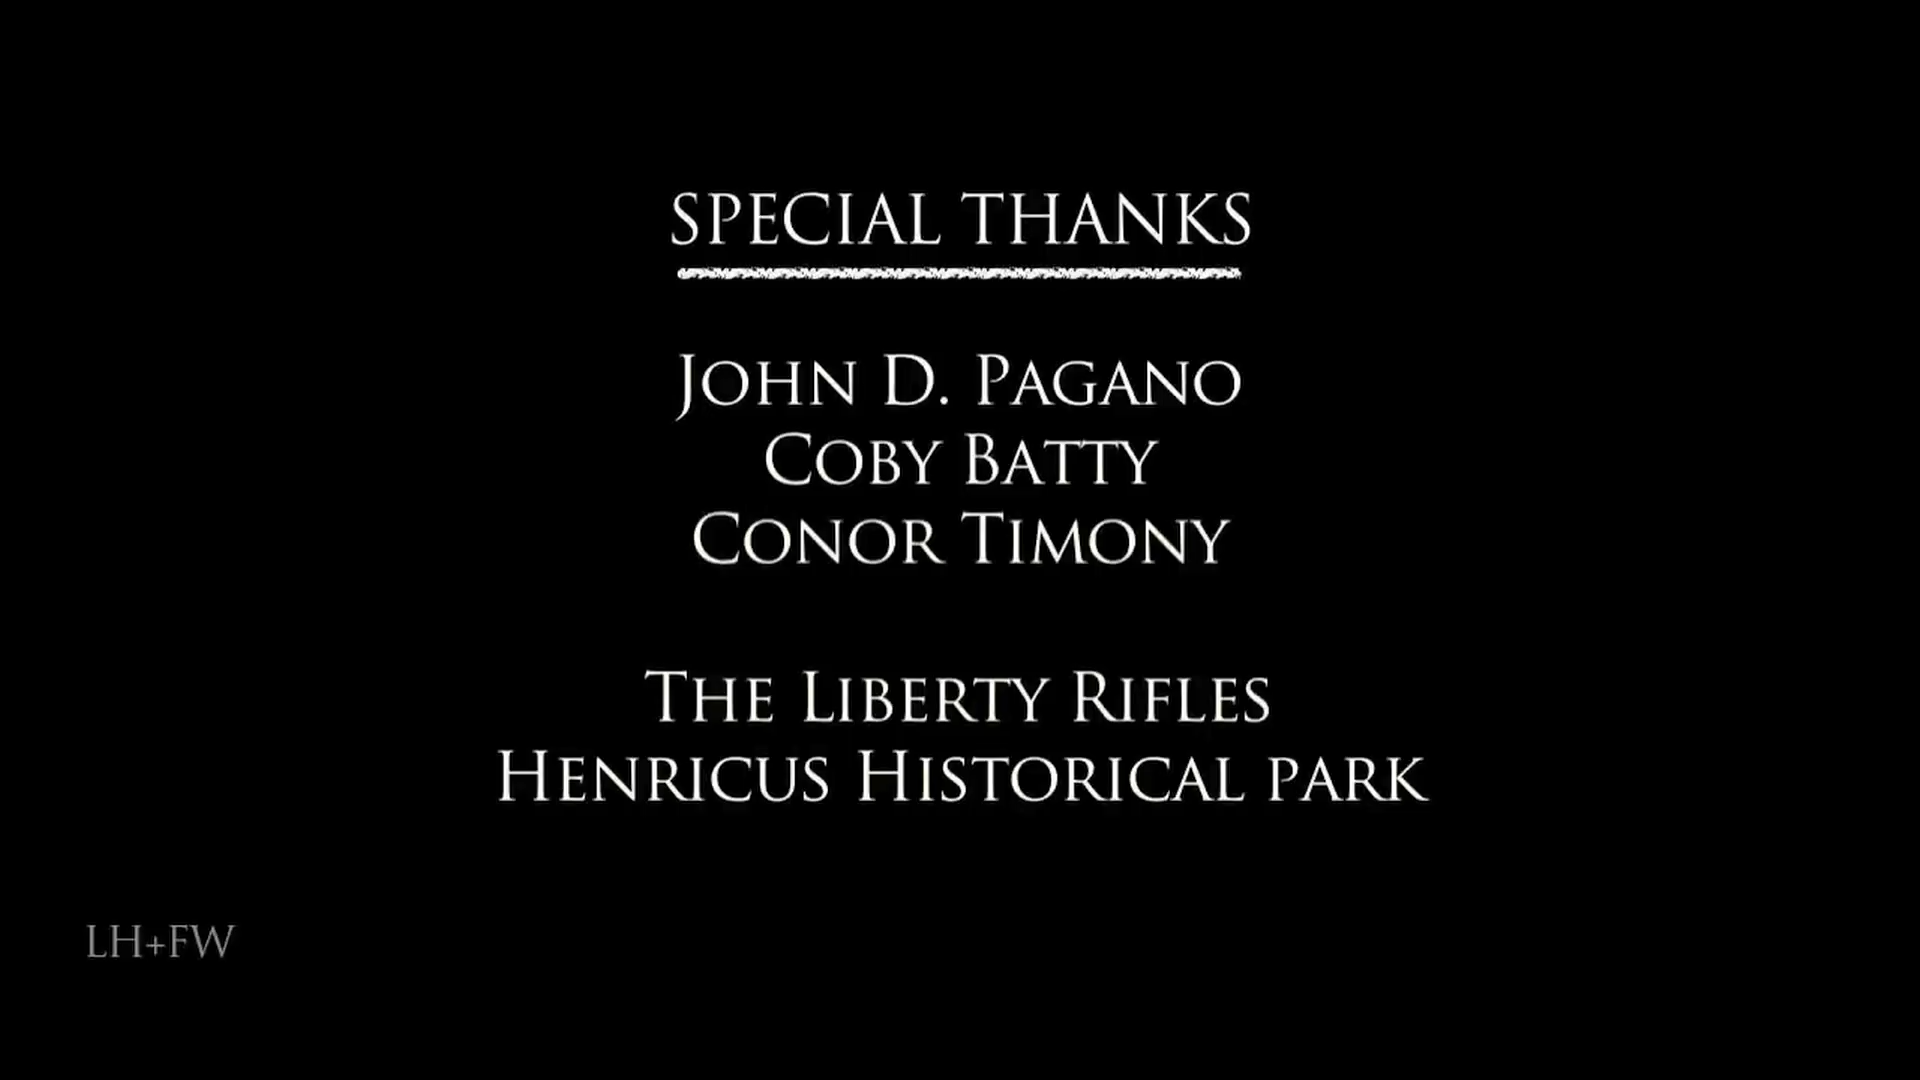 SPECIAL THANKS
John D. Pagano
Coby Batty
Conor Timony
The Liberty Rifles
Henricus Historical park
LH+FW